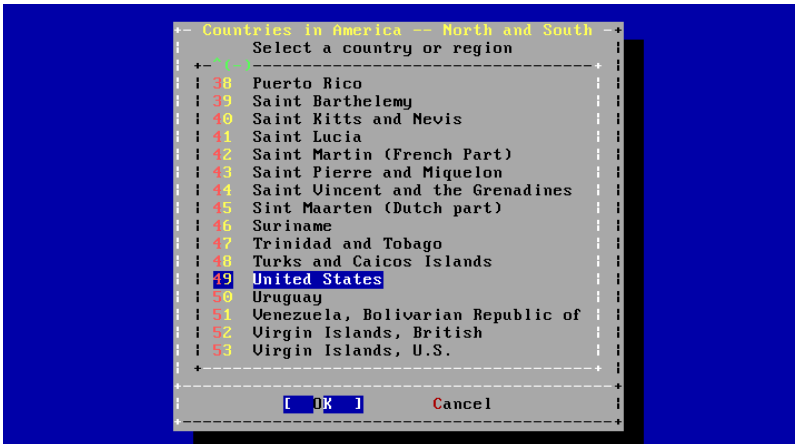 Countries in America -- North and South
Select a country or region
^(-)
38 Puerto Rico
39 Saint Barthelemy
40 Saint Kitts and Nevis
41 Saint Lucia
42 Saint Martin (French Part)
43 Saint Pierre and Miquelon
44 Saint Vincent and the Grenadines
45 Sint Maarten (Dutch part)
46 Suriname
47 Trinidad and Tobago
48 Turks and Caicos Islands
49 United States
50 Uruguay
51 Venezuela, Bolivarian Republic of
52 Virgin Islands, British
53 Virgin Islands, U.S.
[ OK ] Cancel